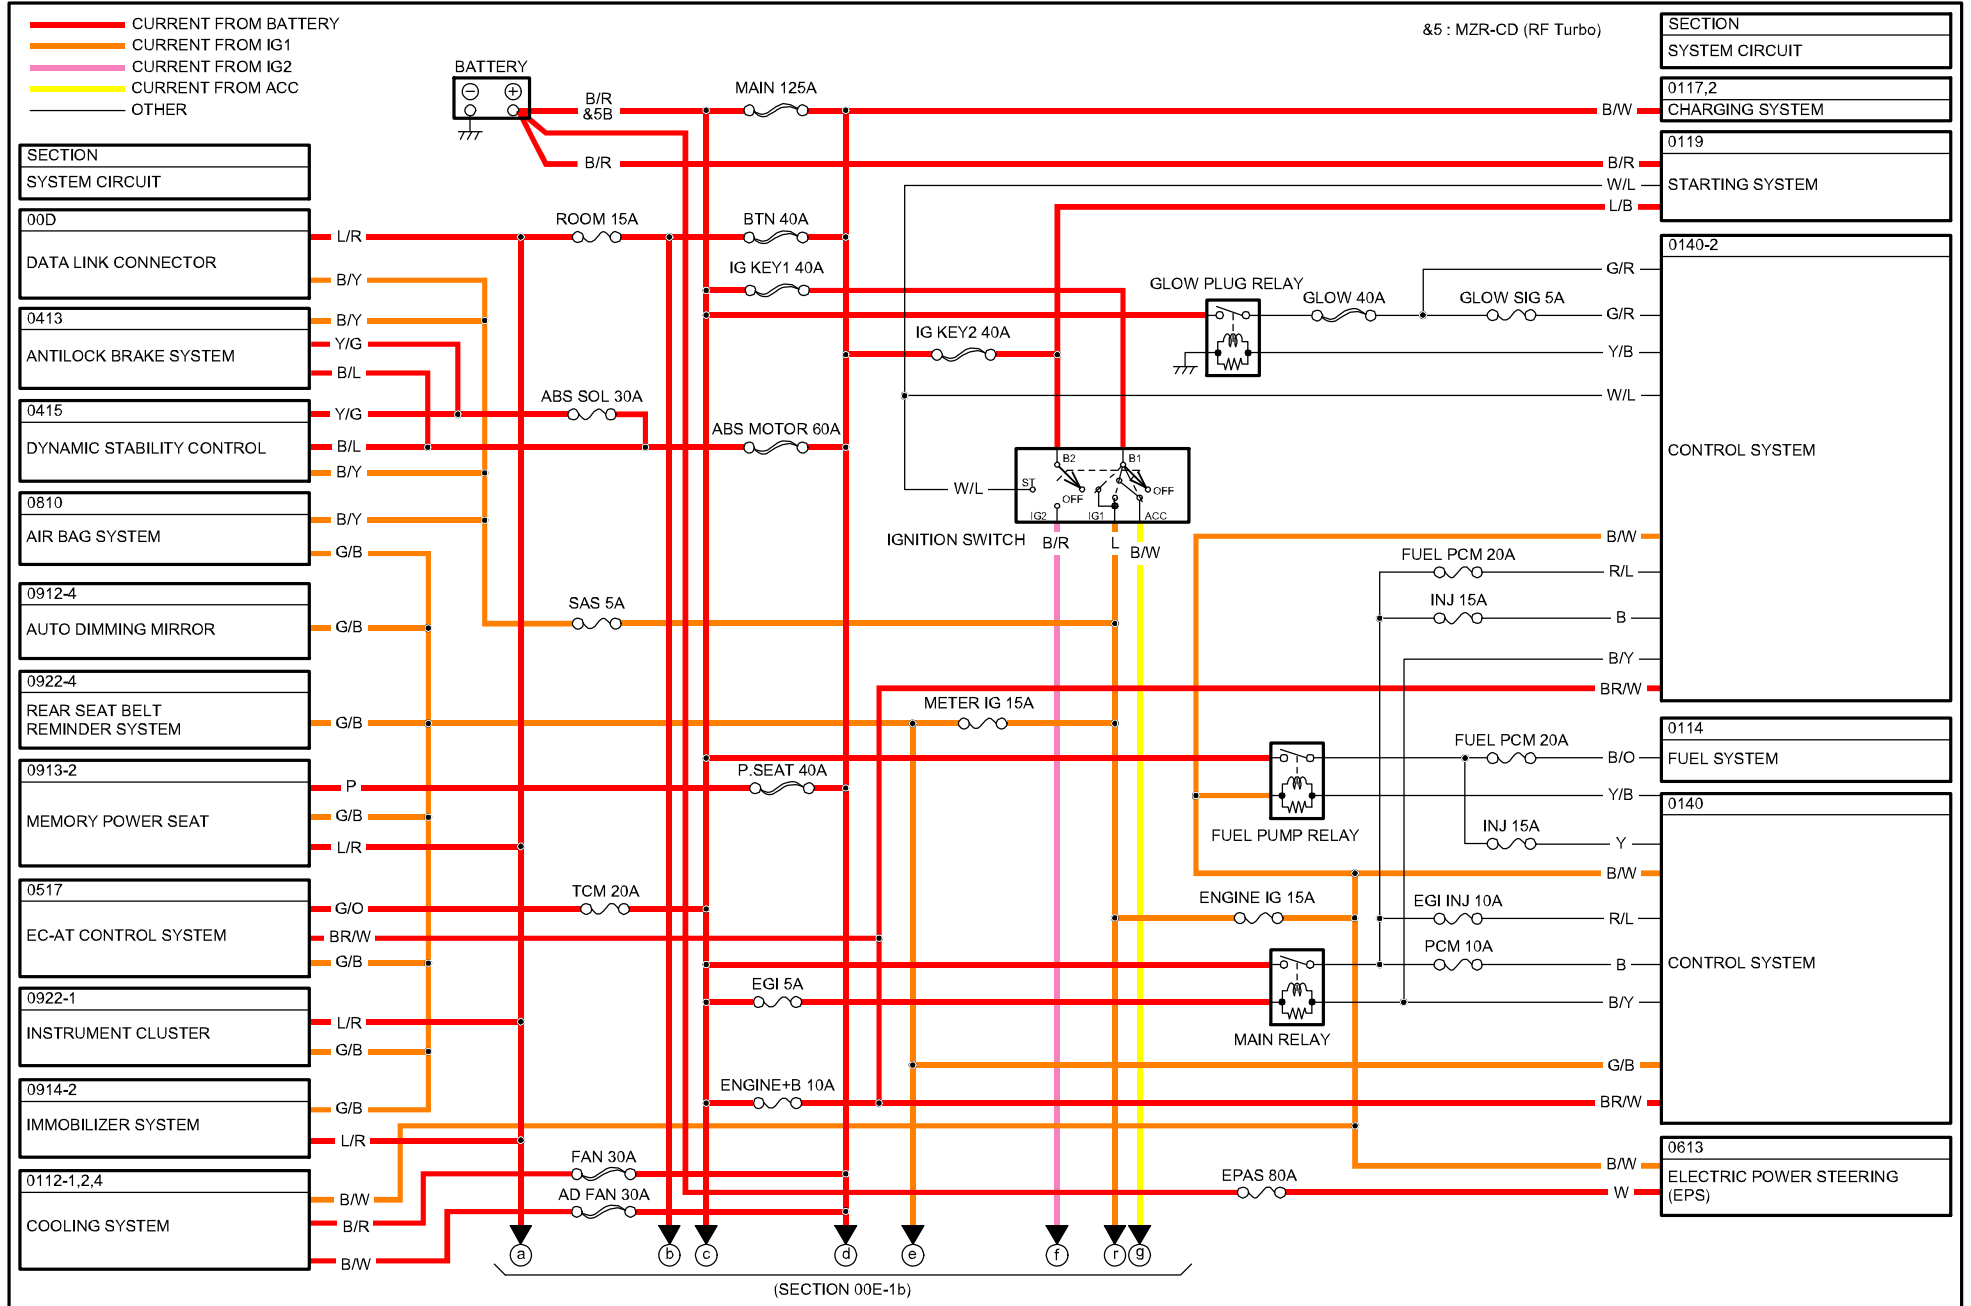 CURRENT FROM BATTERY
CURRENT FROM IG1
CURRENT FROM IG2
CURRENT FROM ACC
OTHER
&5 : MZR-CD (RF Turbo)
SECTION
SYSTEM CIRCUIT
BATTERY
B/R
&5B
MAIN 125A
B/W
0117,2
CHARGING SYSTEM
B/R
B/R
W/L
L/B
0119
STARTING SYSTEM
SECTION
SYSTEM CIRCUIT
00D
DATA LINK CONNECTOR
L/R
B/Y
ROOM 15A
BTN 40A
IG KEY1 40A
IG KEY2 40A
GLOW PLUG RELAY
GLOW 40A
GLOW SIG 5A
G/R
G/R
Y/B
W/L
0140-2
CONTROL SYSTEM
0413
ANTILOCK BRAKE SYSTEM
B/Y
Y/G
B/L
ABS SOL 30A
ABS MOTOR 60A
0415
DYNAMIC STABILITY CONTROL
Y/G
B/L
B/Y
B2
B1
ST
OFF
OFF
IG2
IG1
ACC
W/L
IGNITION SWITCH
B/R
L
B/W
0810
AIR BAG SYSTEM
B/Y
G/B
B/W
FUEL PCM 20A
R/L
INJ 15A
B
B/Y
BR/W
0912-4
AUTO DIMMING MIRROR
G/B
SAS 5A
0922-4
REAR SEAT BELT
REMINDER SYSTEM
G/B
METER IG 15A
0114
FUEL SYSTEM
FUEL PCM 20A
B/O
Y/B
FUEL PUMP RELAY
INJ 15A
Y
B/W
0913-2
MEMORY POWER SEAT
P
G/B
L/R
P.SEAT 40A
0140
CONTROL SYSTEM
0517
EC-AT CONTROL SYSTEM
G/O
BR/W
G/B
TCM 20A
ENGINE IG 15A
EGI INJ 10A
R/L
PCM 10A
B
B/Y
EGI 5A
MAIN RELAY
G/B
0922-1
INSTRUMENT CLUSTER
L/R
G/B
ENGINE+B 10A
BR/W
0914-2
IMMOBILIZER SYSTEM
G/B
L/R
0613
ELECTRIC POWER STEERING
(EPS)
B/W
W
EPAS 80A
FAN 30A
AD FAN 30A
0112-1,2,4
COOLING SYSTEM
B/W
B/R
B/W
a
b
c
d
e
f
r
g
(SECTION 00E-1b)